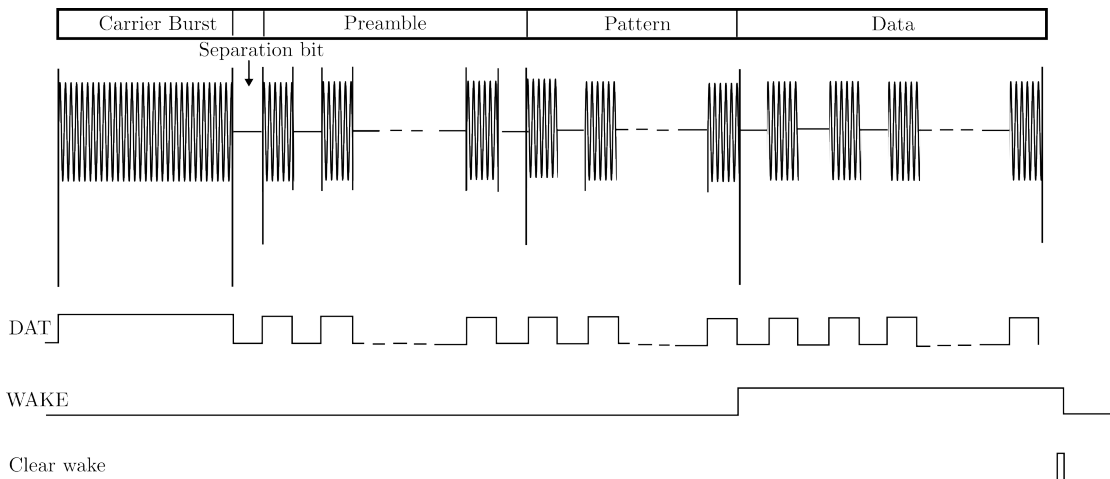 Carrier Burst Preamble Pattern Data
Separation bit
DAT
WAKE
Clear wake